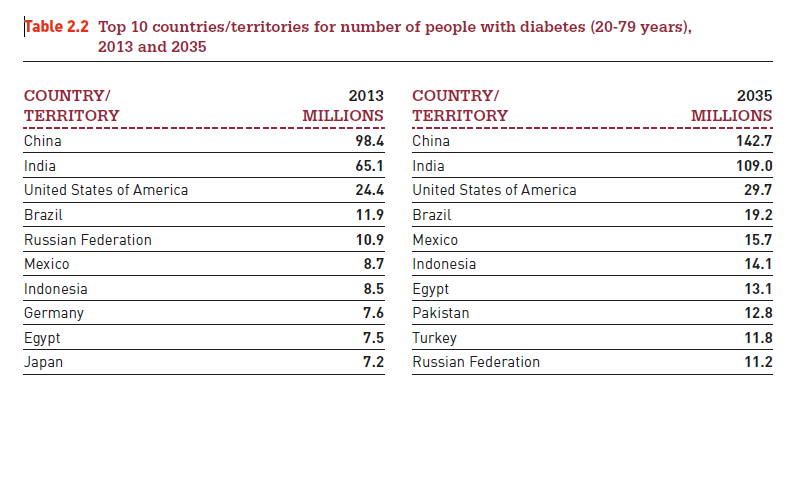 Table 2.2 Top 10 countries/territories for number of people with diabetes (20-79 years),
2013 and 2035
COUNTRY/ 2013
TERRITORY MILLIONS
China 98.4
India 65.1
United States of America 24.4
Brazil 11.9
Russian Federation 10.9
Mexico 8.7
Indonesia 8.5
Germany 7.6
Egypt 7.5
Japan 7.2
COUNTRY/ 2035
TERRITORY MILLIONS
China 142.7
India 109.0
United States of America 29.7
Brazil 19.2
Mexico 15.7
Indonesia 14.1
Egypt 13.1
Pakistan 12.8
Turkey 11.8
Russian Federation 11.2